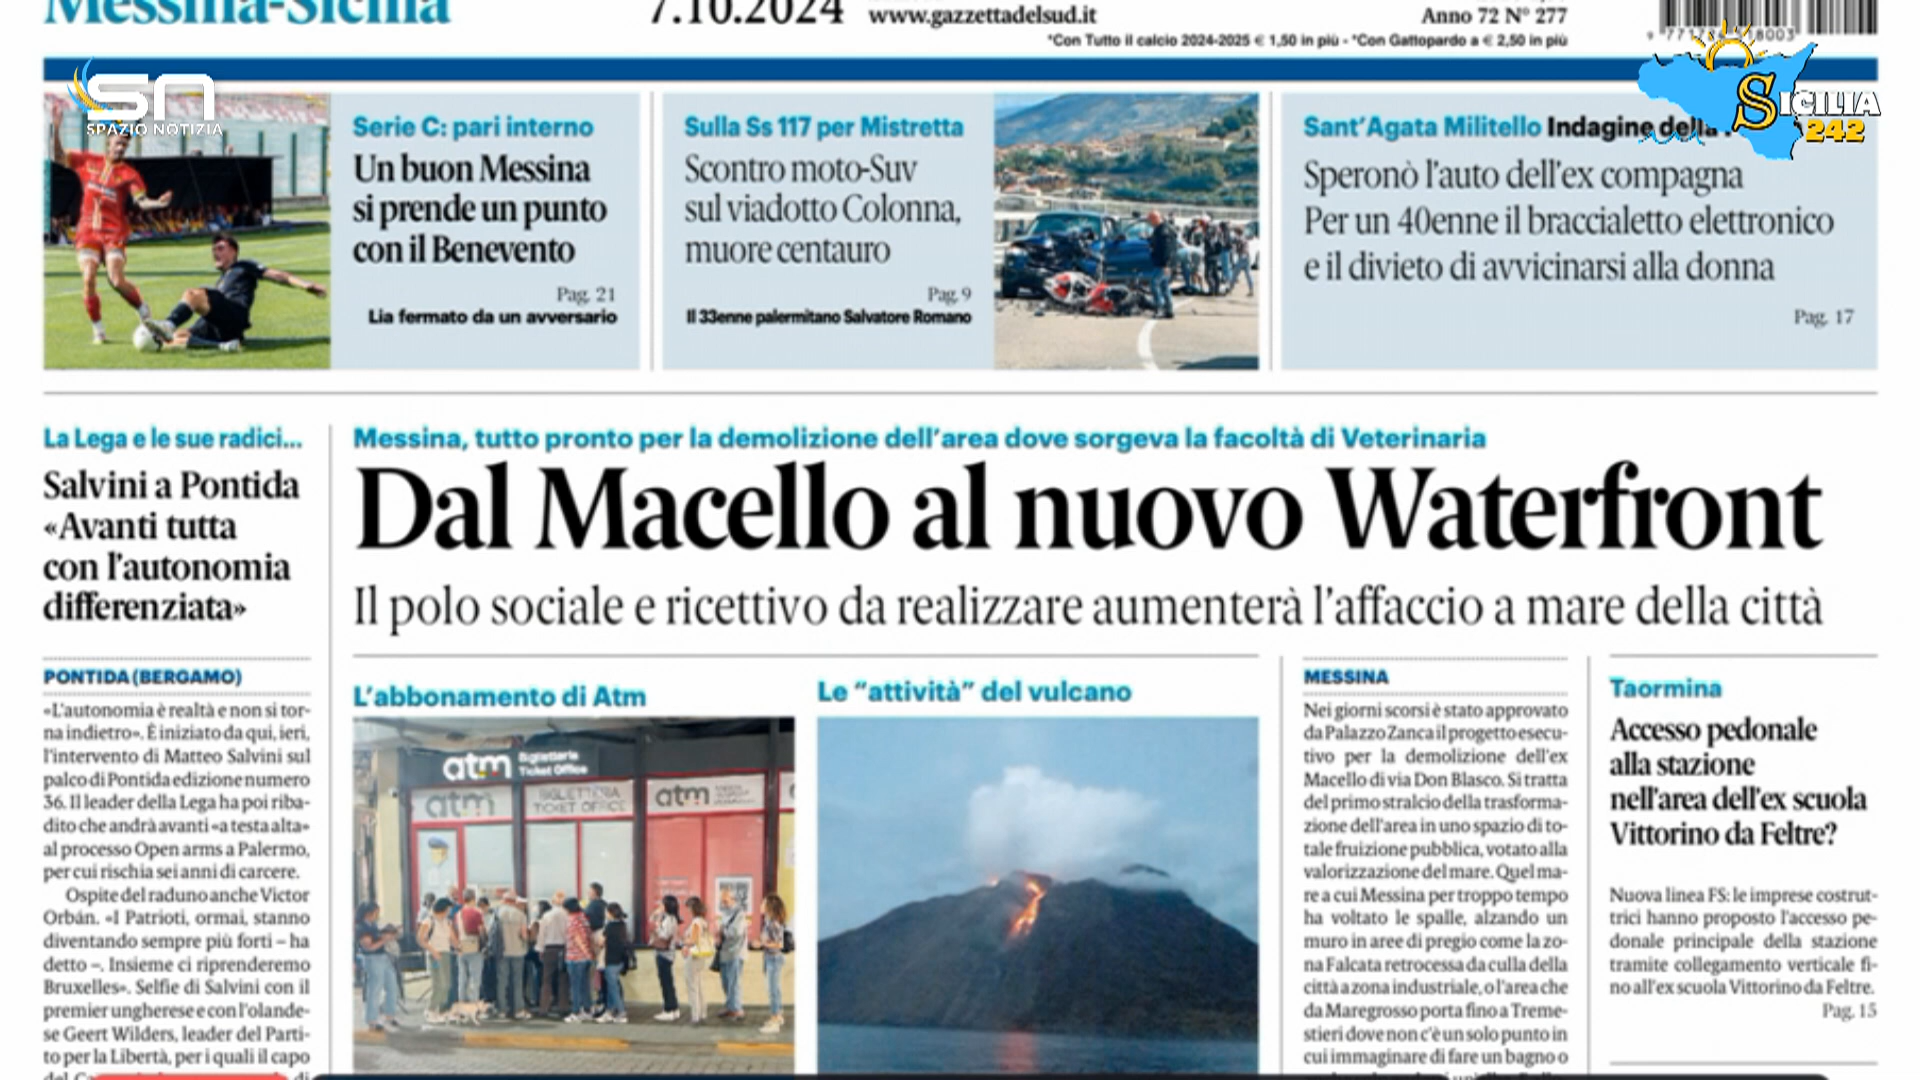 Messina-Sicilia
7.10.2024
www.gazzettadelsud.it
Anno 72 N° 277
*Con Tutto il calcio 2024-2025 € 1,50 in più - *Con Gattopardo a € 2,50 in più
SN
SPAZIO NOTIZIA
SICILIA
242
Serie C: pari interno
Un buon Messina
si prende un punto
con il Benevento
Pag. 21
Lia fermato da un avversario
Sulla Ss 117 per Mistretta
Scontro moto-Suv
sul viadotto Colonna,
muore centauro
Pag. 9
Il 33enne palermitano Salvatore Romano
Sant'Agata Militello Indagine della
Speronò l'auto dell'ex compagna
Per un 40enne il braccialetto elettronico
e il divieto di avvicinarsi alla donna
Pag. 17
La Lega e le sue radici...
Salvini a Pontida
«Avanti tutta
con l'autonomia
differenziata»
PONTIDA (BERGAMO)
«L'autonomia è realtà e non si tor-
na indietro». È iniziato da qui, ieri,
l'intervento di Matteo Salvini sul
palco di Pontida edizione numero
36. Il leader della Lega ha poi riba-
dito che andrà avanti «a testa alta»
al processo Open arms a Palermo,
per cui rischia sei anni di carcere.
Ospite del raduno anche Victor
Orbán. «I Patrioti, ormai, stanno
diventando sempre più forti – ha
detto –. Insieme ci riprenderemo
Bruxelles». Selfie di Salvini con il
premier ungherese e con l'olande-
se Geert Wilders, leader del Parti-
to per la Libertà, per i quali il capo
Messina, tutto pronto per la demolizione dell'area dove sorgeva la facoltà di Veterinaria
Dal Macello al nuovo Waterfront
Il polo sociale e ricettivo da realizzare aumenterà l'affaccio a mare della città
L'abbonamento di Atm
atm Biglietteria
Ticket Office
atm
BIGLIETTERIA
TICKET OFFICE
atm
Le "attività" del vulcano
MESSINA
Nei giorni scorsi è stato approvato
da Palazzo Zanca il progetto esecu-
tivo per la demolizione dell'ex
Macello di via Don Blasco. Si tratta
del primo stralcio della trasforma-
zione dell'area in uno spazio di to-
tale fruizione pubblica, votato alla
valorizzazione del mare. Quel ma-
re a cui Messina per troppo tempo
ha voltato le spalle, alzando un
muro in aree di pregio come la zo-
na Falcata retrocessa da culla della
città a zona industriale, o l'area che
da Maregrosso porta fino a Treme-
stieri dove non c'è un solo punto in
cui immaginare di fare un bagno o
Taormina
Accesso pedonale
alla stazione
nell'area dell'ex scuola
Vittorino da Feltre?
Nuova linea FS: le imprese costrut-
trici hanno proposto l'accesso pe-
donale principale della stazione
tramite collegamento verticale fi-
no all'ex scuola Vittorino da Feltre.
Pag. 15